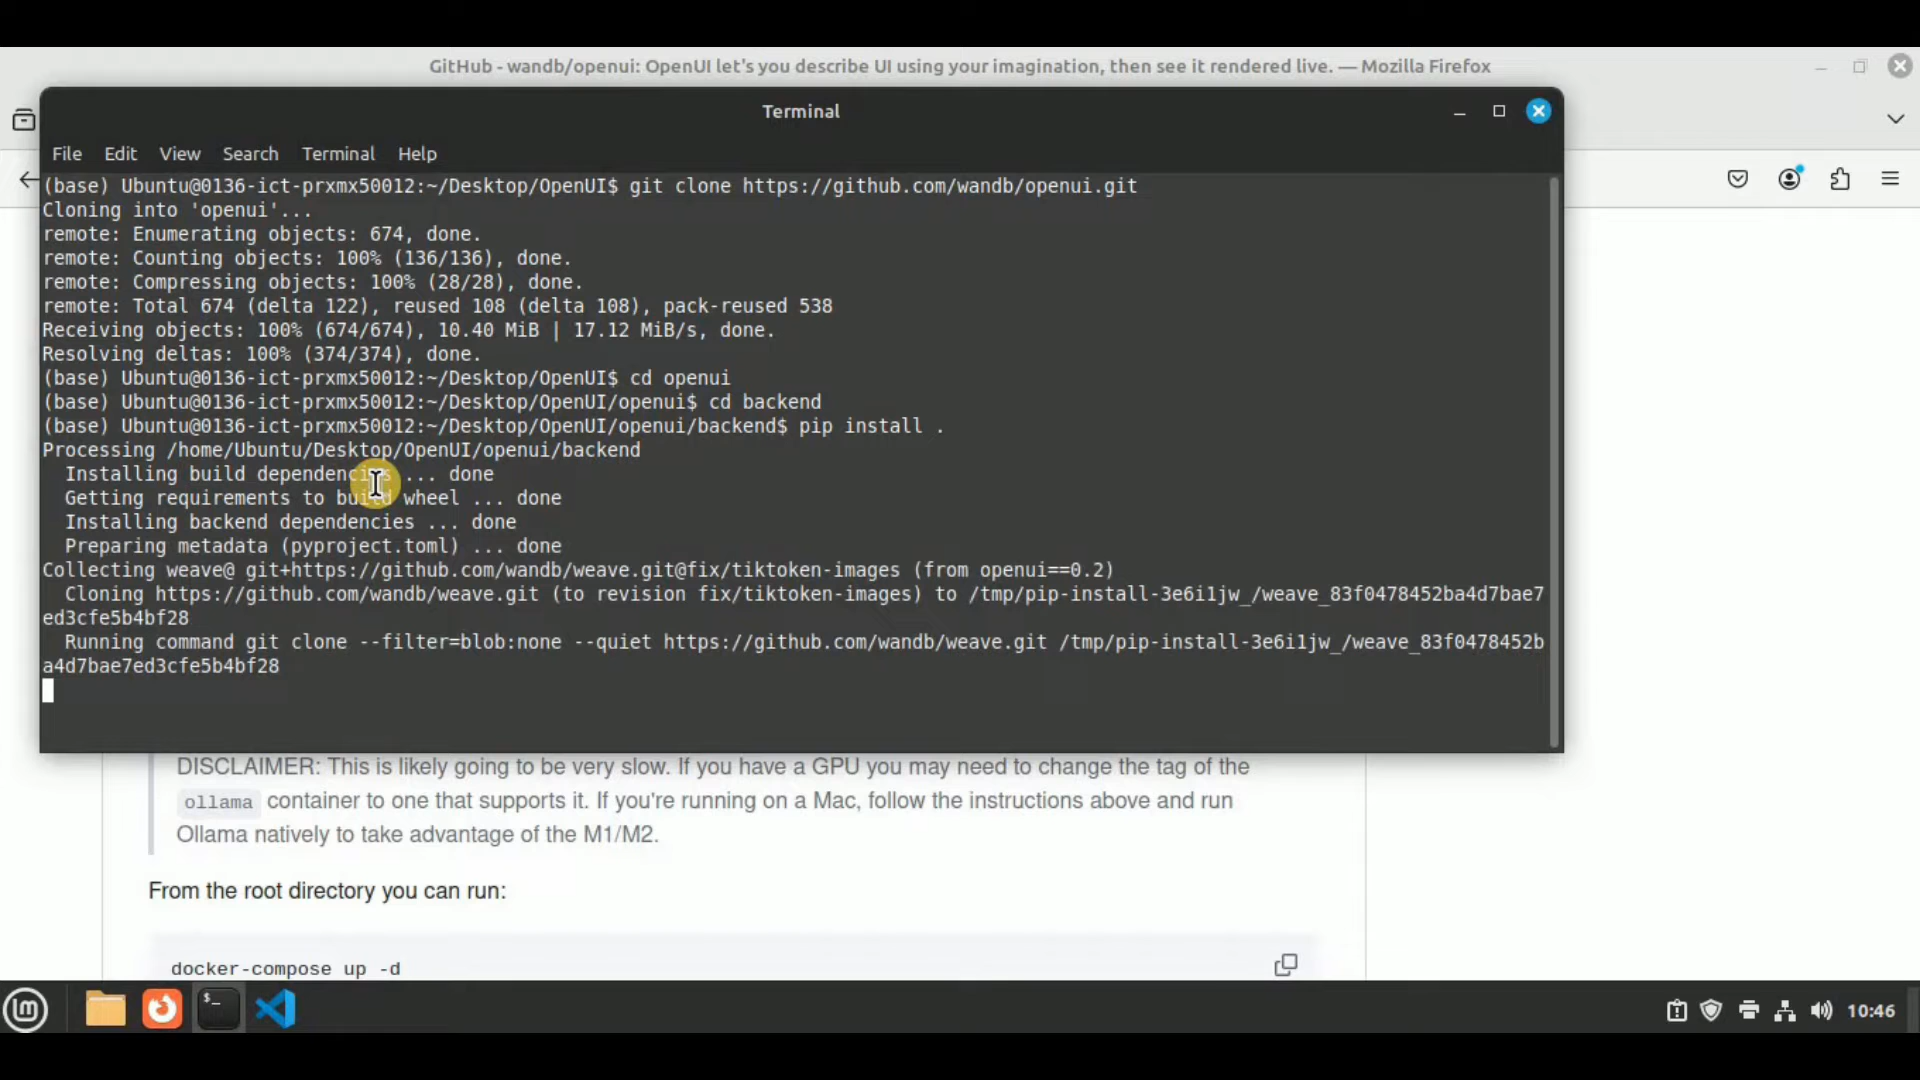 GitHub - wandb/openui: OpenUI let's you describe UI using your imagination, then see it rendered live. — Mozilla Firefox
Terminal
File Edit View Search Terminal Help
(base) Ubuntu@0136-ict-prxmx50012:~/Desktop/OpenUI$ git clone https://github.com/wandb/openui.git
Cloning into 'openui'...
remote: Enumerating objects: 674, done.
remote: Counting objects: 100% (136/136), done.
remote: Compressing objects: 100% (28/28), done.
remote: Total 674 (delta 122), reused 108 (delta 108), pack-reused 538
Receiving objects: 100% (674/674), 10.40 MiB | 17.12 MiB/s, done.
Resolving deltas: 100% (374/374), done.
(base) Ubuntu@0136-ict-prxmx50012:~/Desktop/OpenUI$ cd openui
(base) Ubuntu@0136-ict-prxmx50012:~/Desktop/OpenUI/openui$ cd backend
(base) Ubuntu@0136-ict-prxmx50012:~/Desktop/OpenUI/openui/backend$ pip install .
Processing /home/Ubuntu/Desktop/OpenUI/openui/backend
Installing build dependencies ... done
Getting requirements to build wheel ... done
Installing backend dependencies ... done
Preparing metadata (pyproject.toml) ... done
Collecting weave@ git+https://github.com/wandb/weave.git@fix/tiktoken-images (from openui==0.2)
Cloning https://github.com/wandb/weave.git (to revision fix/tiktoken-images) to /tmp/pip-install-3e6i1jw_/weave_83f0478452ba4d7bae7
ed3cfe5b4bf28
Running command git clone --filter=blob:none --quiet https://github.com/wandb/weave.git /tmp/pip-install-3e6i1jw_/weave_83f0478452b
a4d7bae7ed3cfe5b4bf28
DISCLAIMER: This is likely going to be very slow. If you have a GPU you may need to change the tag of the
ollama container to one that supports it. If you're running on a Mac, follow the instructions above and run
Ollama natively to take advantage of the M1/M2.
From the root directory you can run:
docker-compose up -d
10:46